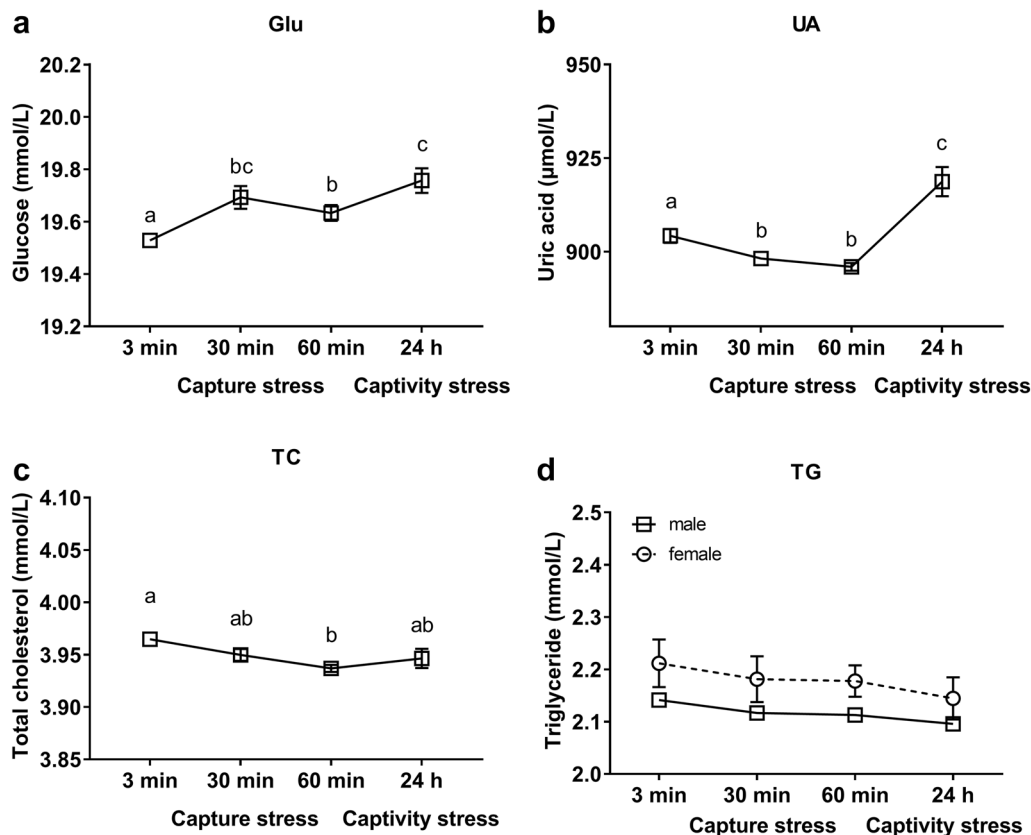 a
Glu
Glucose (mmol/L)
20.2
20.0
19.8
19.6
19.4
19.2
a
bc
b
c
3 min 30 min 60 min 24 h
Capture stress Captivity stress
b
UA
Uric acid (µmol/L)
950
925
900
a
b
b
c
3 min 30 min 60 min 24 h
Capture stress Captivity stress
c
TC
Total cholesterol (mmol/L)
4.10
4.05
4.00
3.95
3.90
3.85
a
ab
b
ab
3 min 30 min 60 min 24 h
Capture stress Captivity stress
d
TG
Triglyceride (mmol/L)
2.5
2.4
2.3
2.2
2.1
2.0
male
female
3 min 30 min 60 min 24 h
Capture stress Captivity stress